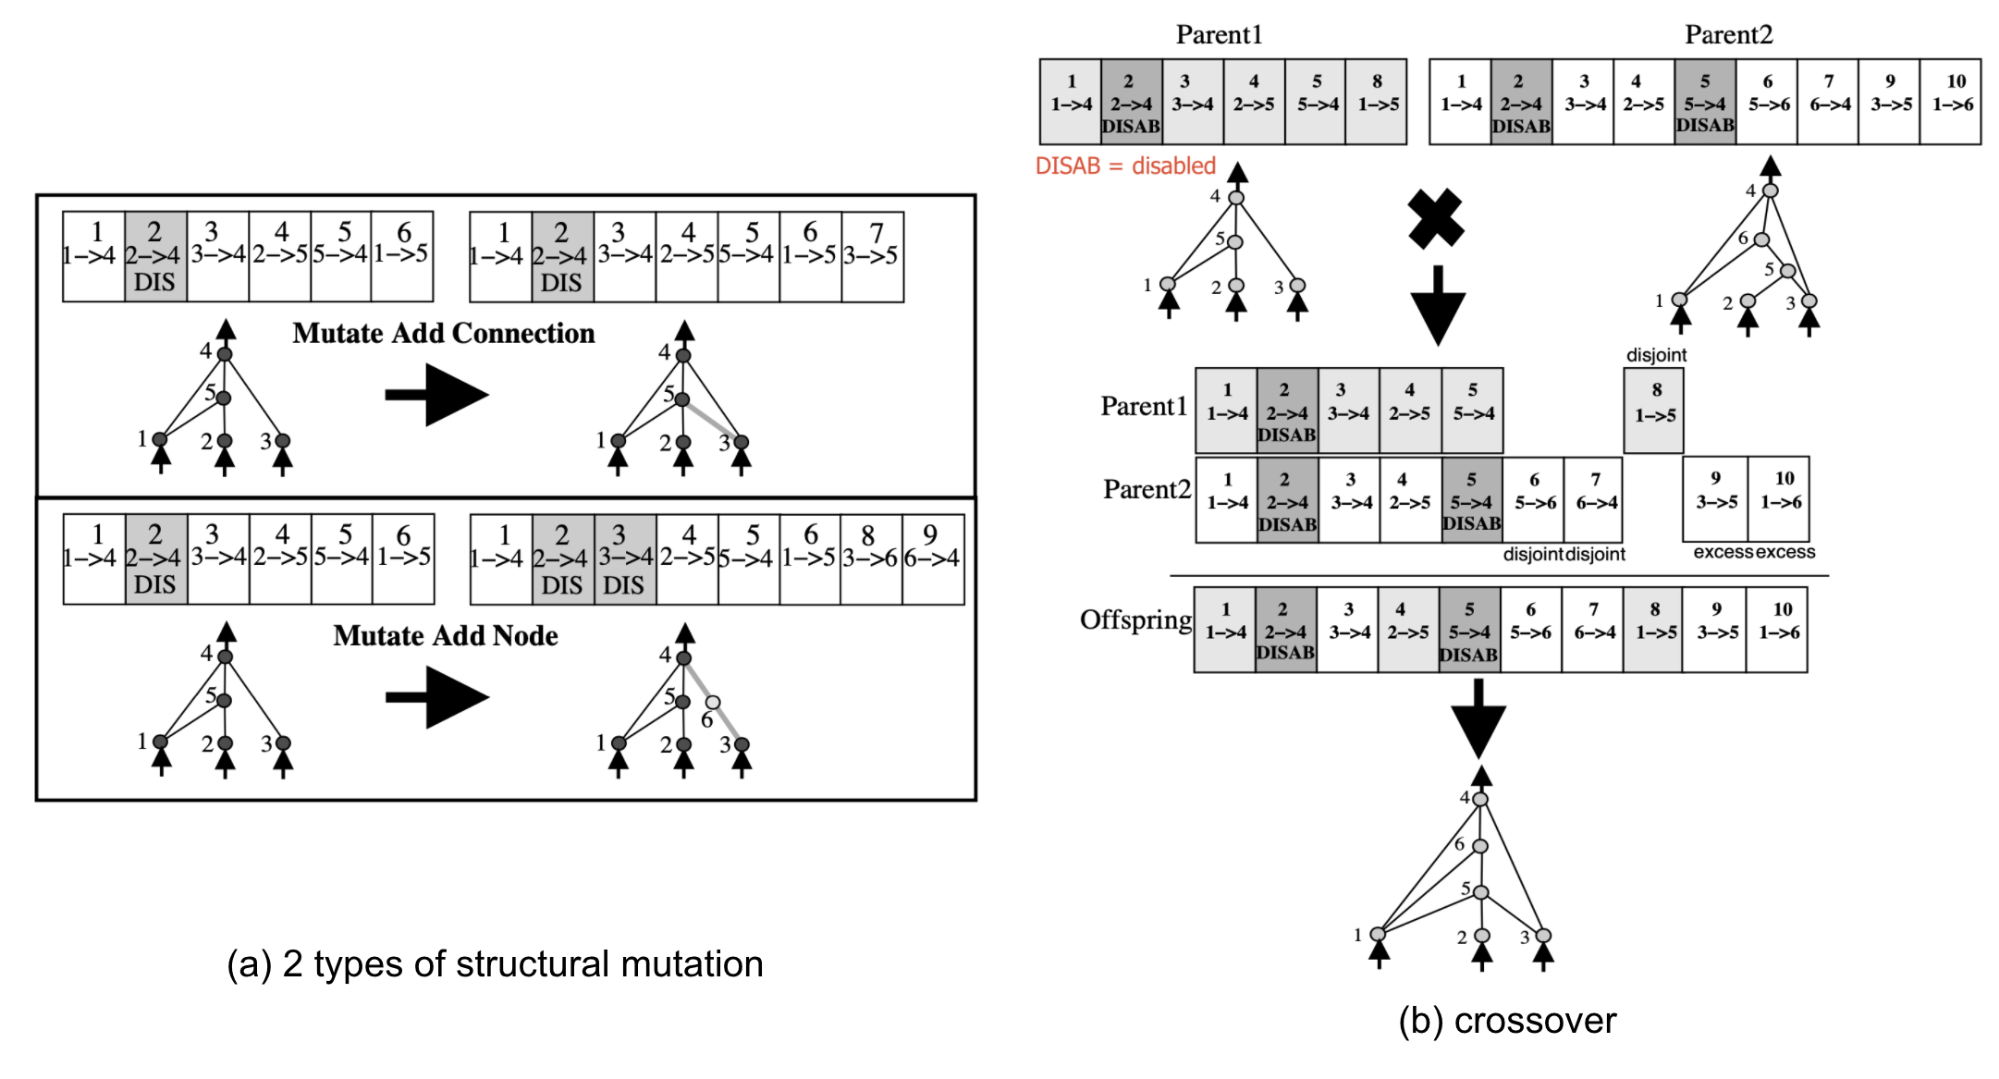 1 2 3 4 5 6
1->4 2->4 3->4 2->5 5->4 1->5
DIS
1 2 3 4 5 6 7
1->4 2->4 3->4 2->5 5->4 1->5 3->5
DIS
Mutate Add Connection
4
5
1 2 3
4
5
1 2 3
1 2 3 4 5 6
1->4 2->4 3->4 2->5 5->4 1->5
DIS
1 2 3 4 5 6 8 9
1->4 2->4 3->4 2->5 5->4 1->5 3->6 6->4
DIS DIS
Mutate Add Node
4
5
1 2 3
4
5
6
1 2 3
(a) 2 types of structural mutation
Parent1
1 2 3 4 5 8
1->4 2->4 3->4 2->5 5->4 1->5
DISAB
DISAB = disabled
Parent2
1 2 3 4 5 6 7 9 10
1->4 2->4 3->4 2->5 5->4 5->6 6->4 3->5 1->6
DISAB DISAB
4
5
1 2 3
4
6
5
1 2 3
disjoint
Parent1
1 2 3 4 5 8
1->4 2->4 3->4 2->5 5->4 1->5
DISAB
Parent2
1 2 3 4 5 6 7 9 10
1->4 2->4 3->4 2->5 5->4 5->6 6->4 3->5 1->6
DISAB DISAB
disjoint disjoint excess excess
Offspring
1 2 3 4 5 6 7 8 9 10
1->4 2->4 3->4 2->5 5->4 5->6 6->4 1->5 3->5 1->6
DISAB DISAB
4
6
5
1 2 3
(b) crossover